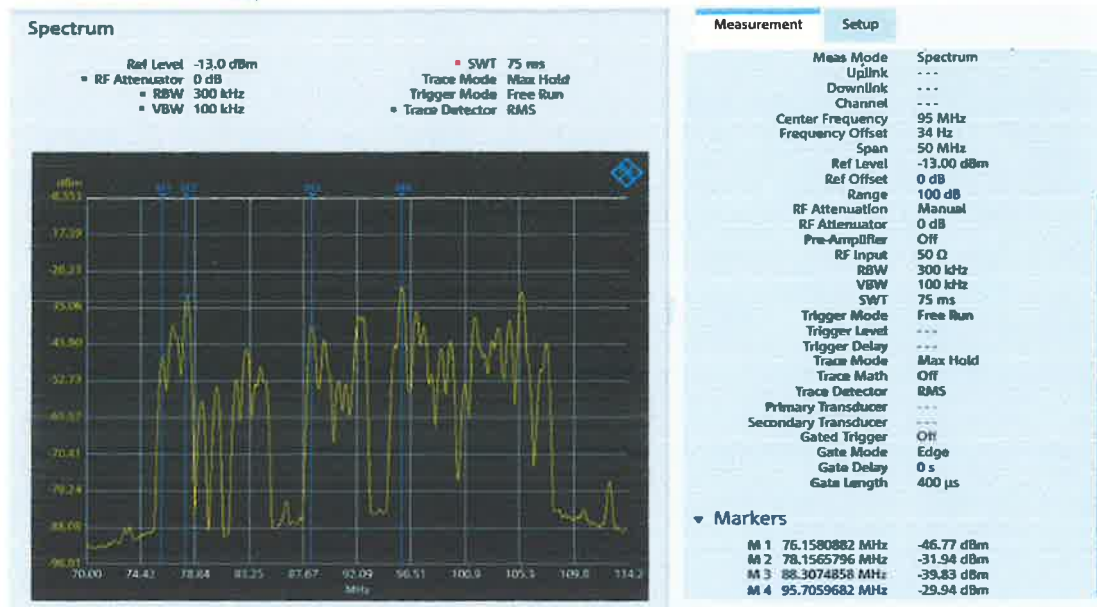 Spectrum
Ref Level -13.0 dBm
RF Attenuator 0 dB
RBW 300 kHz
VBW 100 kHz
SWT 75 ms
Trace Mode Max Hold
Trigger Mode Free Run
Trace Detector RMS
dBm
-17.39
-26.23
-35.06
-43.90
-52.73
-61.57
-70.41
-79.24
-88.08
70.00 74.42 78.84 83.25 87.67 92.09 96.51 100.9 105.3 109.8 114.2
MHz
Measurement Setup
Meas Mode Spectrum
Uplink ---
Downlink ---
Channel ---
Center Frequency 95 MHz
Frequency Offset 34 Hz
Span 50 MHz
Ref Level -13.00 dBm
Ref Offset 0 dB
Range 100 dB
RF Attenuation Manual
RF Attenuator 0 dB
Pre-Amplifier Off
RF Input 50 Ω
RBW 300 kHz
VBW 100 kHz
SWT 75 ms
Trigger Mode Free Run
Trigger Level ---
Trigger Delay ---
Trace Mode Max Hold
Trace Math Off
Trace Detector RMS
Primary Transducer ---
Secondary Transducer ---
Gated Trigger Off
Gate Mode Edge
Gate Delay 0 s
Gate Length 400 µs
Markers
M 1 76.1580882 MHz -46.77 dBm
M 2 78.1565796 MHz -31.94 dBm
M 3 88.3074858 MHz -39.83 dBm
M 4 95.7059682 MHz -29.94 dBm